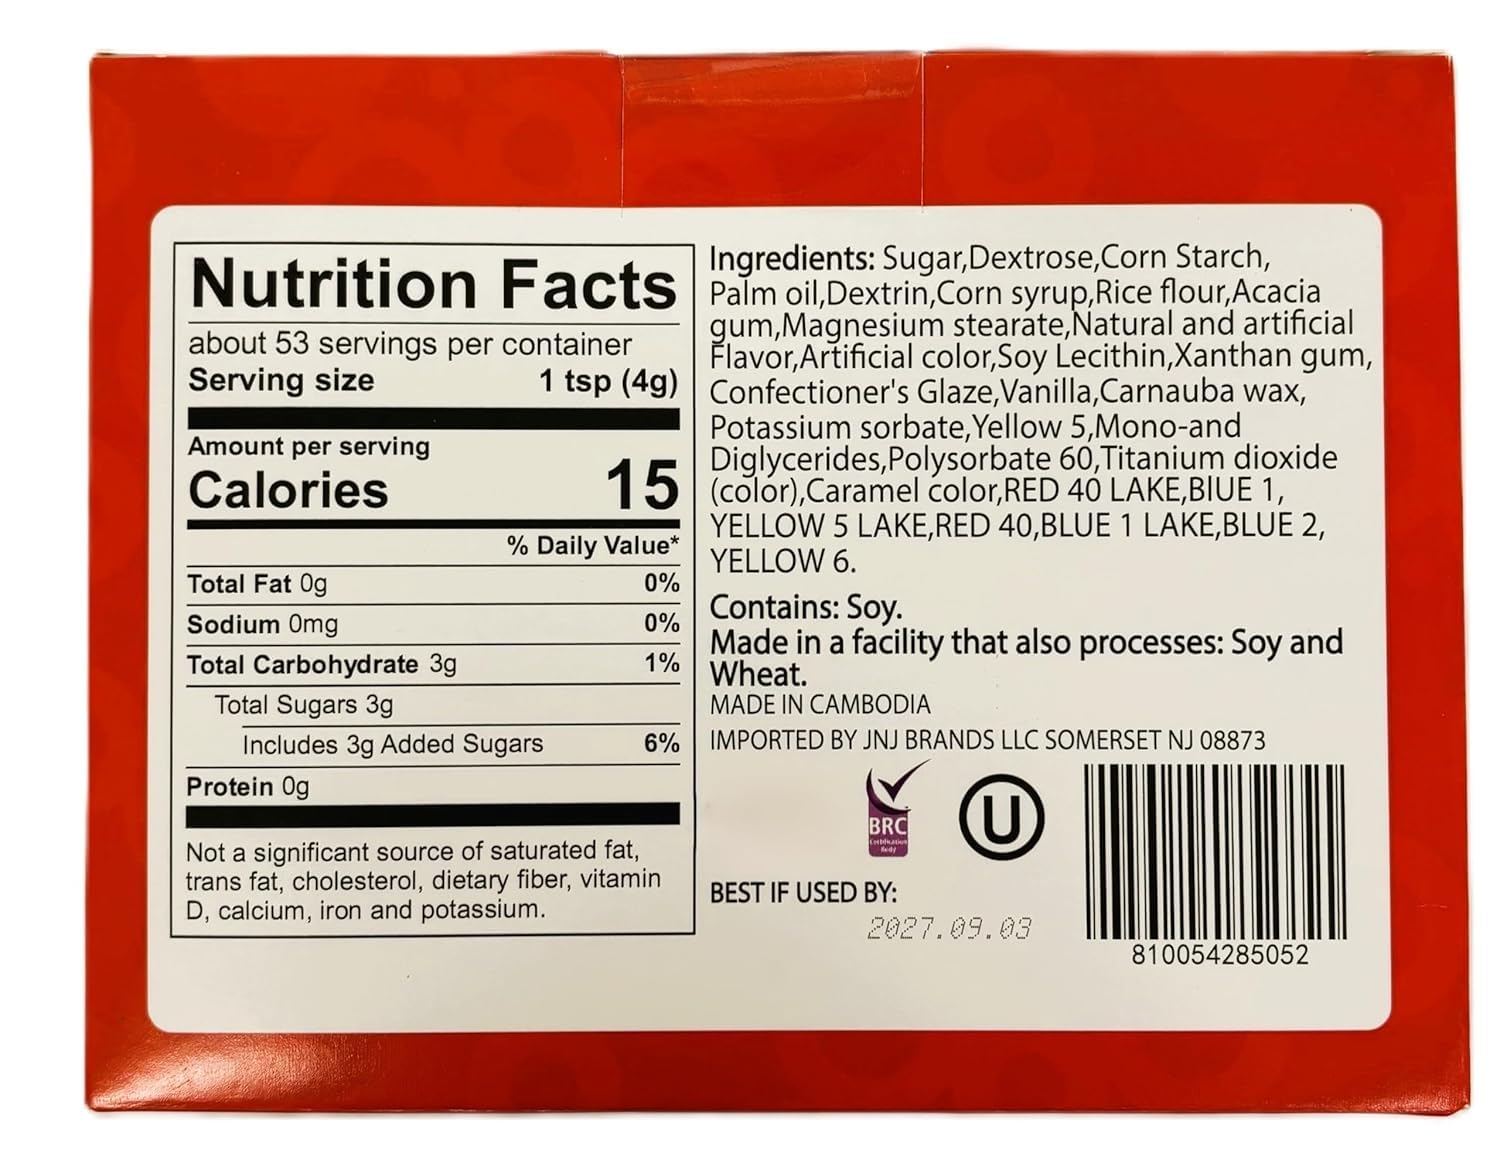 Nutrition Facts
about 53 servings per container
Serving size 1 tsp (4g)
Amount per serving
Calories 15
% Daily Value*
Total Fat 0g 0%
Sodium 0mg 0%
Total Carbohydrate 3g 1%
Total Sugars 3g
Includes 3g Added Sugars 6%
Protein 0g
Not a significant source of saturated fat,
trans fat, cholesterol, dietary fiber, vitamin
D, calcium, iron and potassium.
Ingredients: Sugar,Dextrose,Corn Starch,
Palm oil,Dextrin,Corn syrup,Rice flour,Acacia
gum,Magnesium stearate,Natural and artificial
Flavor,Artificial color,Soy Lecithin,Xanthan gum,
Confectioner's Glaze,Vanilla,Carnauba wax,
Potassium sorbate,Yellow 5,Mono-and
Diglycerides,Polysorbate 60,Titanium dioxide
(color),Caramel color,RED 40 LAKE,BlUE 1,
YELLOW 5 LAKE,RED 40,BLUE 1 LAKE,BLUE 2,
YELLOW 6.
Contains: Soy.
Made in a facility that also processes: Soy and
Wheat.
MADE IN CAMBODIA
IMPORTED BY JNJ BRANDS LLC SOMERSET NJ 08873
BRC
Certification
Body
U
BEST IF USED BY:
2027.09.03
810054285052